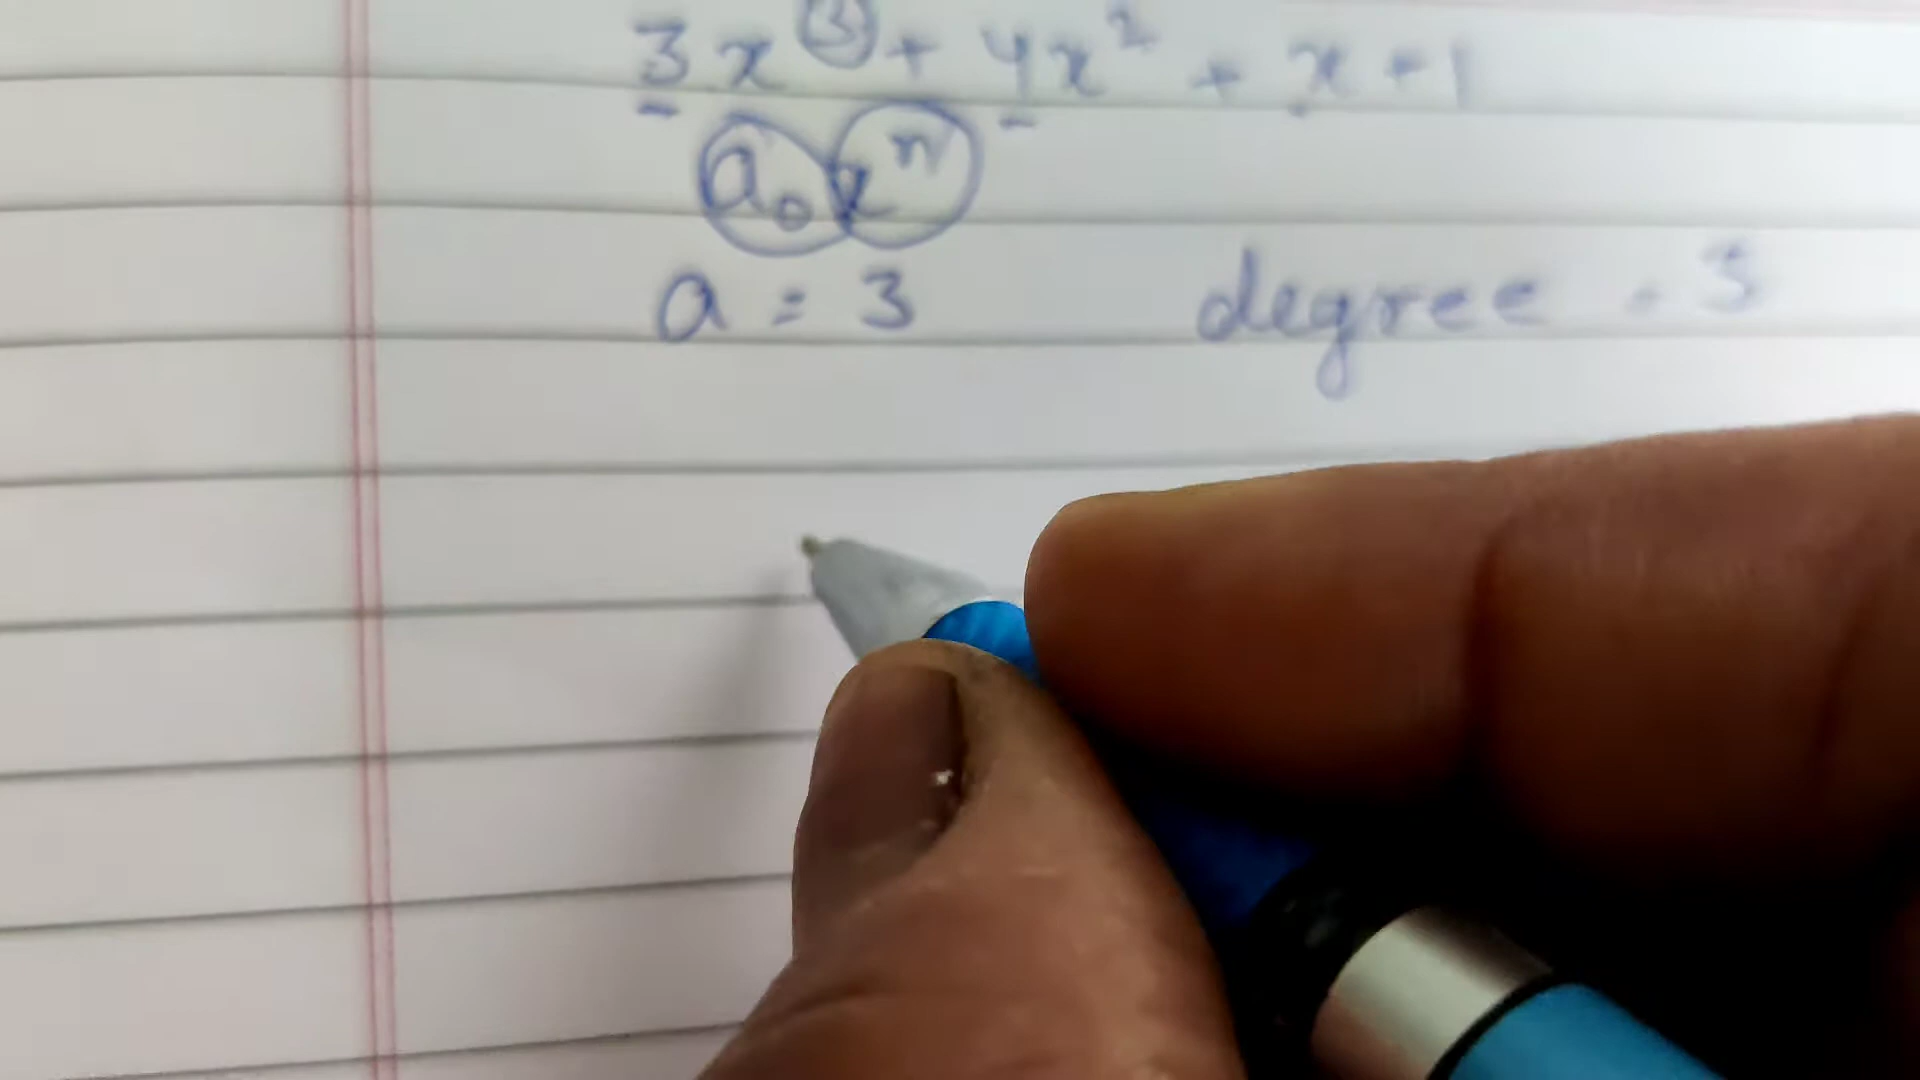 3x³ + 4x² + x + 1
a₀xⁿ
a = 3 degree = 3